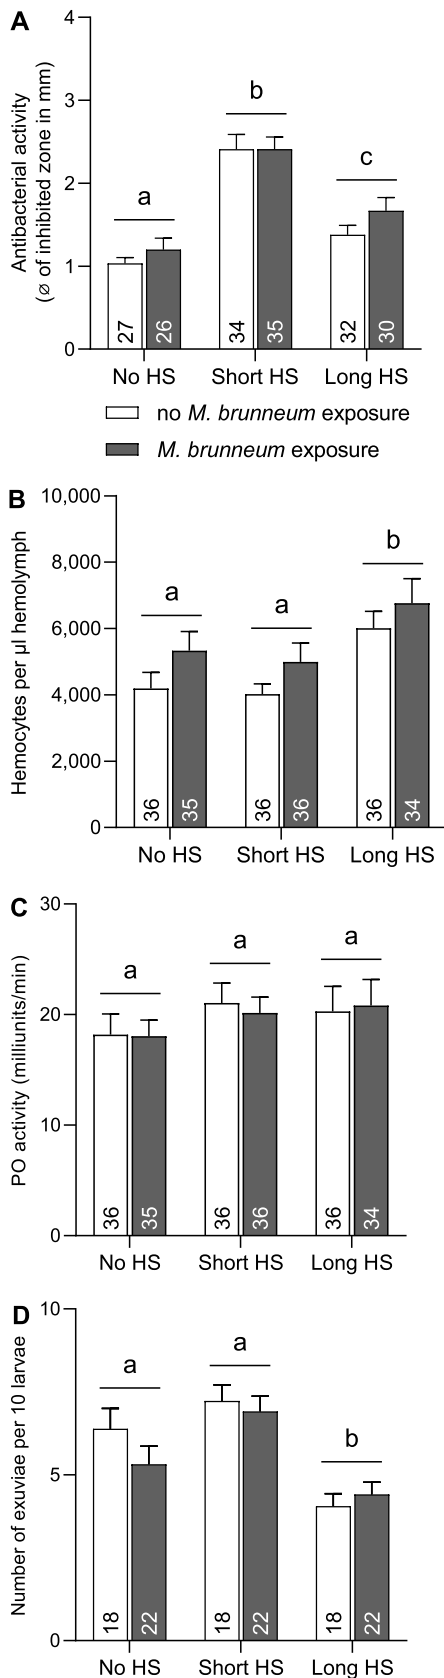 A
Antibacterial activity
(⌀ of inhibited zone in mm)
4
3
2
1
0
a
b
c
27
26
34
35
32
30
No HS
Short HS
Long HS
no M. brunneum exposure
M. brunneum exposure
B
Hemocytes per µl hemolymph
10,000
8,000
6,000
4,000
2,000
0
a
a
b
36
35
36
36
36
34
No HS
Short HS
Long HS
C
PO activity (milliunits/min)
30
20
10
0
a
a
a
36
35
36
36
36
34
No HS
Short HS
Long HS
D
Number of exuviae per 10 larvae
10
5
0
a
a
b
18
22
18
22
18
22
No HS
Short HS
Long HS